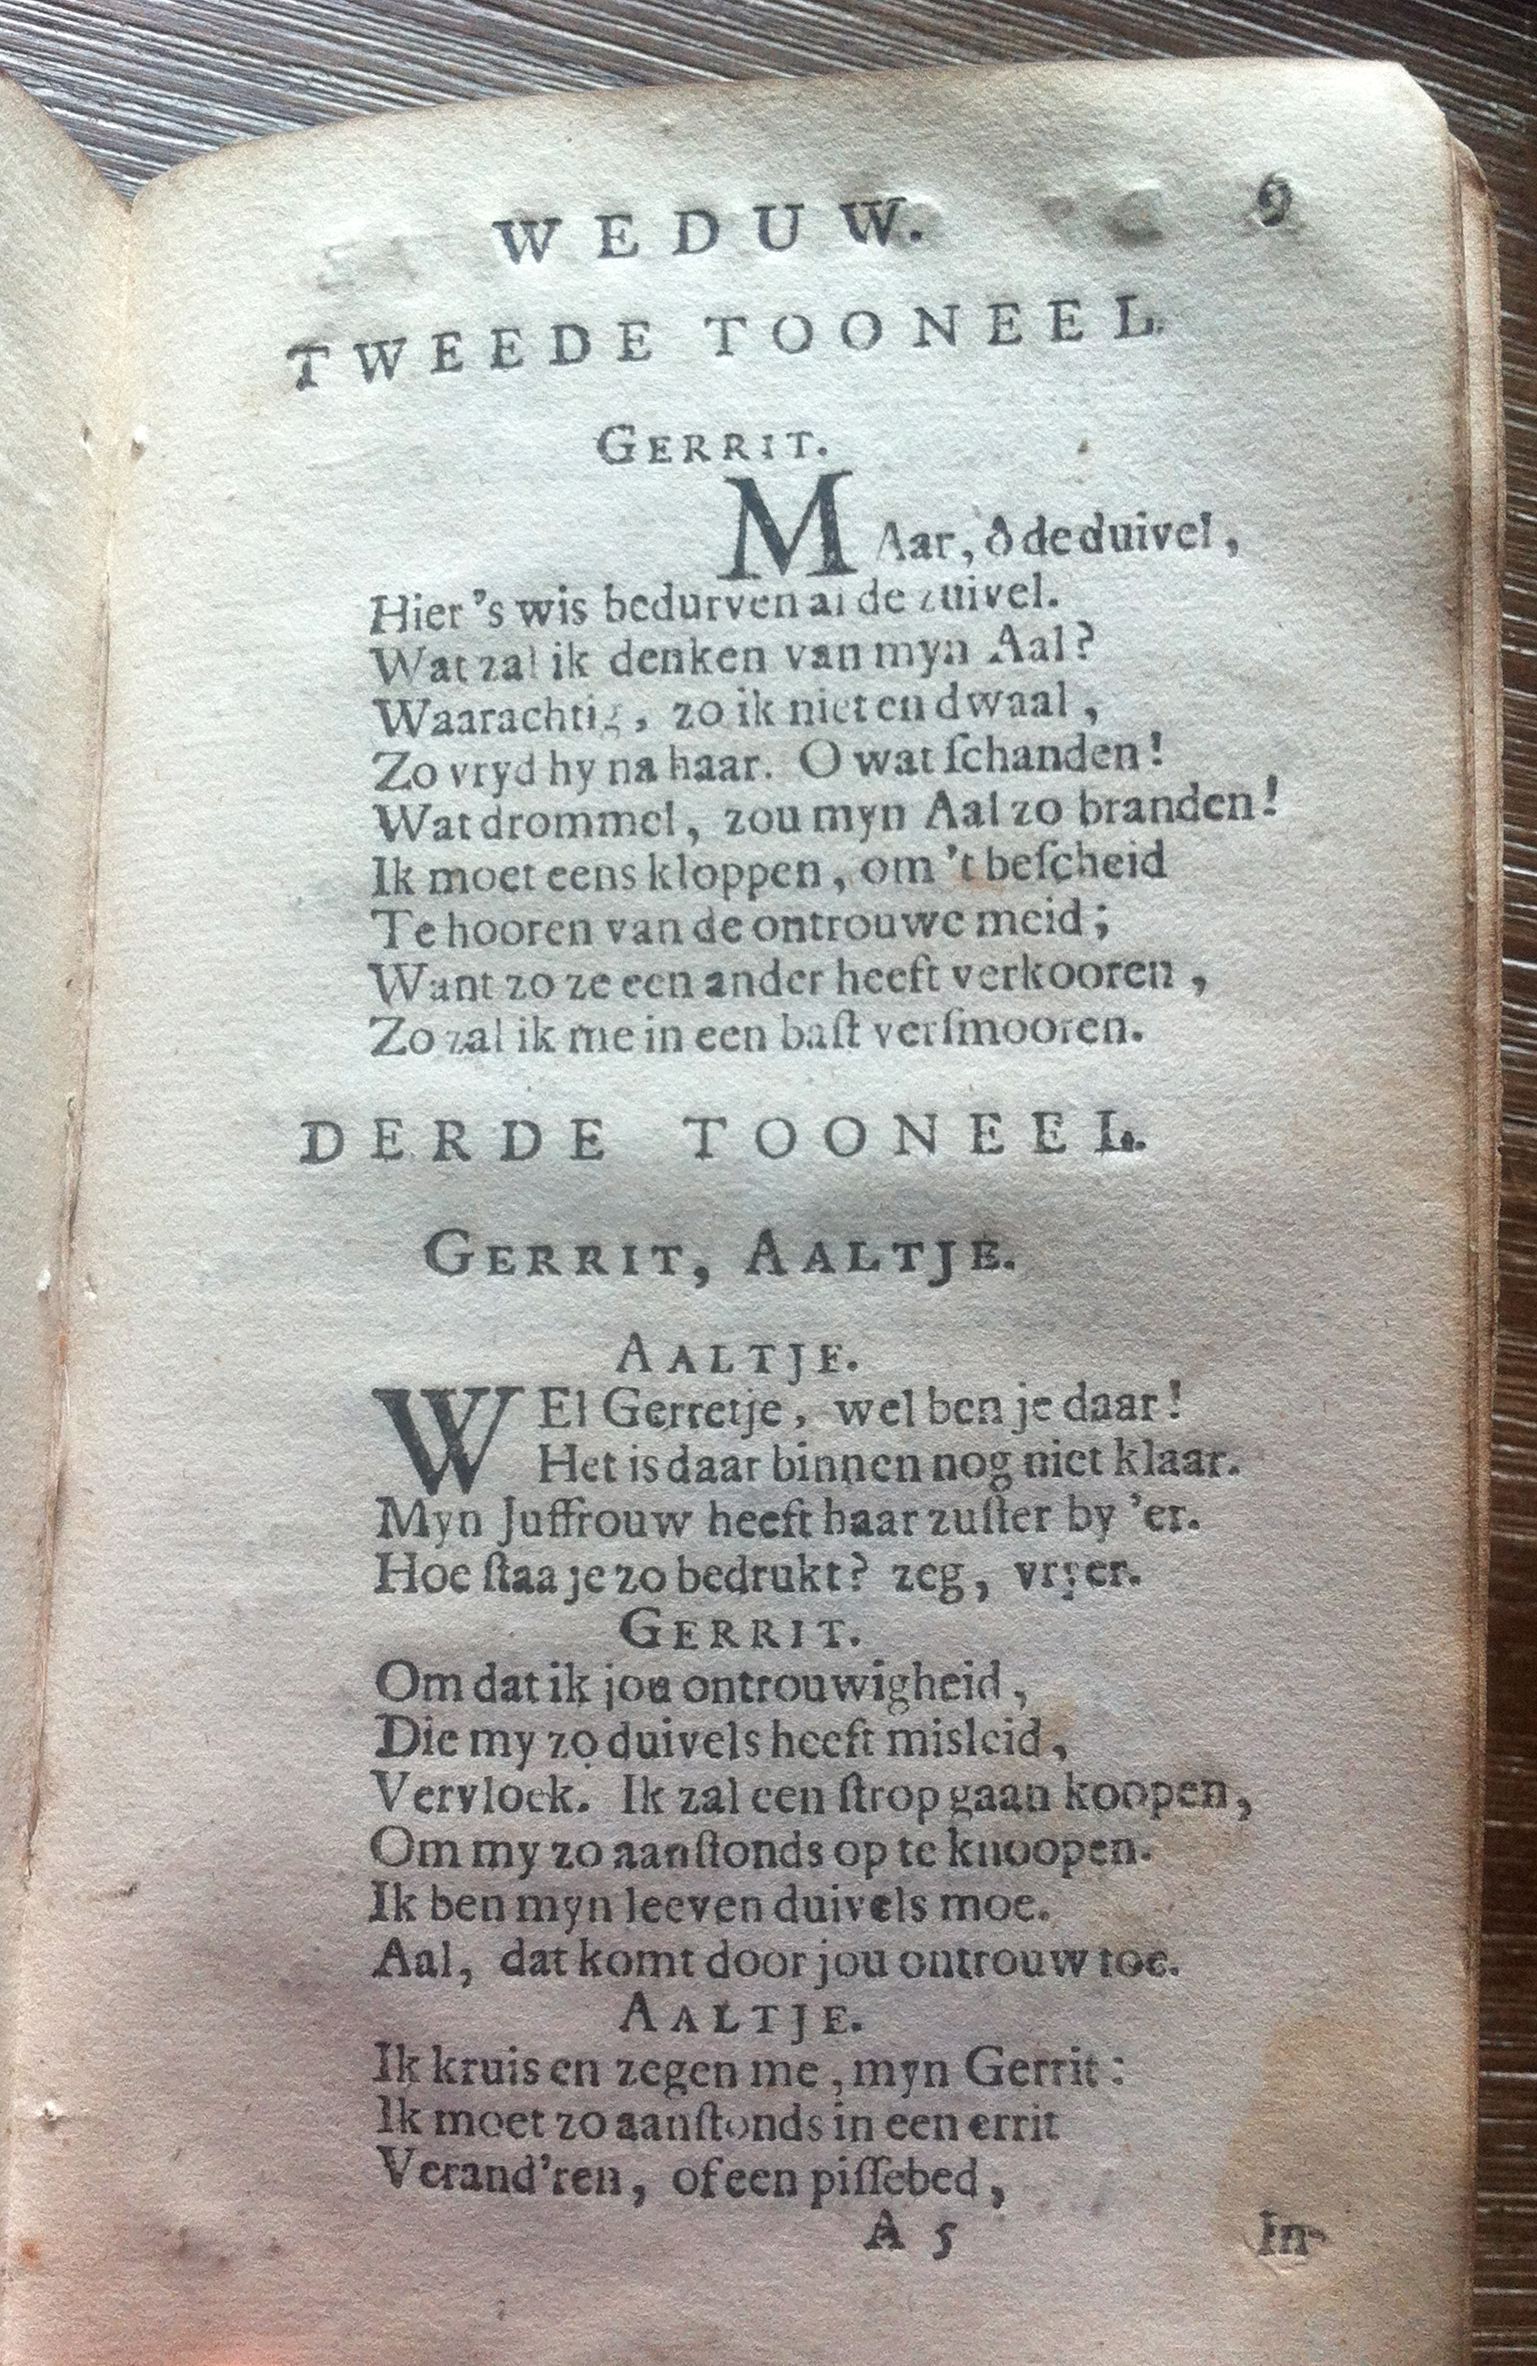 WEDUW. 9
TWEEDE TOONEEL.
GERRIT.
MAar, ô de duivel,
Hier 's wis bedurven al de zuivel.
Wat zal ik denken van myn Aal?
Waarachtig, zo ik niet en dwaal,
Zo vryd hy na haar. O wat ſchanden!
Wat drommel, zou myn Aal zo branden!
Ik moet eens kloppen, om 't beſcheid
Te hooren van de ontrouwe meid;
Want zo ze een ander heeft verkooren,
Zo zal ik me in een baſt verſmooren.
DERDE TOONEEL.
GERRIT, AALTJE.
AALTJE.
WEl Gerretje, wel ben je daar!
Het is daar binnen nog niet klaar.
Myn Juffrouw heeft haar zuſter by 'er.
Hoe ſtaa je zo bedrukt? zeg, vryer.
GERRIT.
Om dat ik jou ontrouwigheid,
Die my zo duivels heeft misleid,
Vervloek. Ik zal een ſtrop gaan koopen,
Om my zo aanſtonds op te knoopen.
Ik ben myn leeven duivels moe.
Aal, dat komt door jou ontrouw toe.
AALTJE.
Ik kruis en zegen me, myn Gerrit:
Ik moet zo aanſtonds in een errit
Verand'ren, of een piſſebed,
A 5 In-